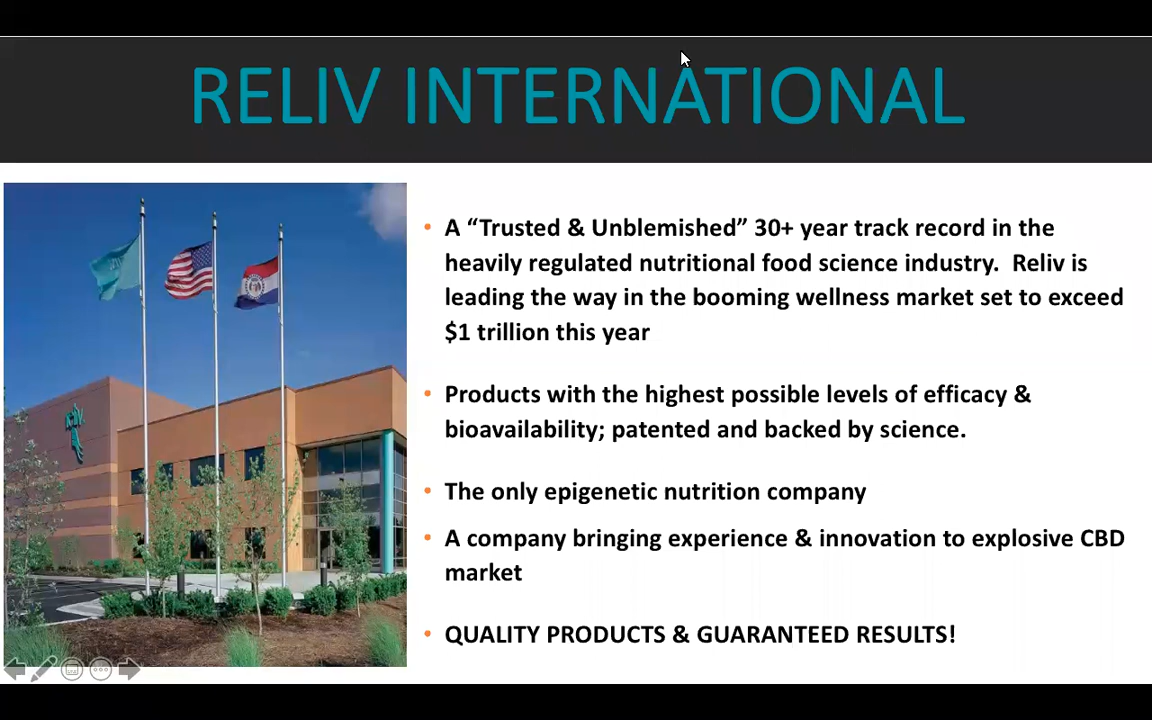 RELIV INTERNATIONAL
• A “Trusted & Unblemished” 30+ year track record in the
heavily regulated nutritional food science industry.  Reliv is
leading the way in the booming wellness market set to exceed
$1 trillion this year
• Products with the highest possible levels of efficacy &
bioavailability; patented and backed by science.
• The only epigenetic nutrition company
• A company bringing experience & innovation to explosive CBD
market
• QUALITY PRODUCTS & GUARANTEED RESULTS!